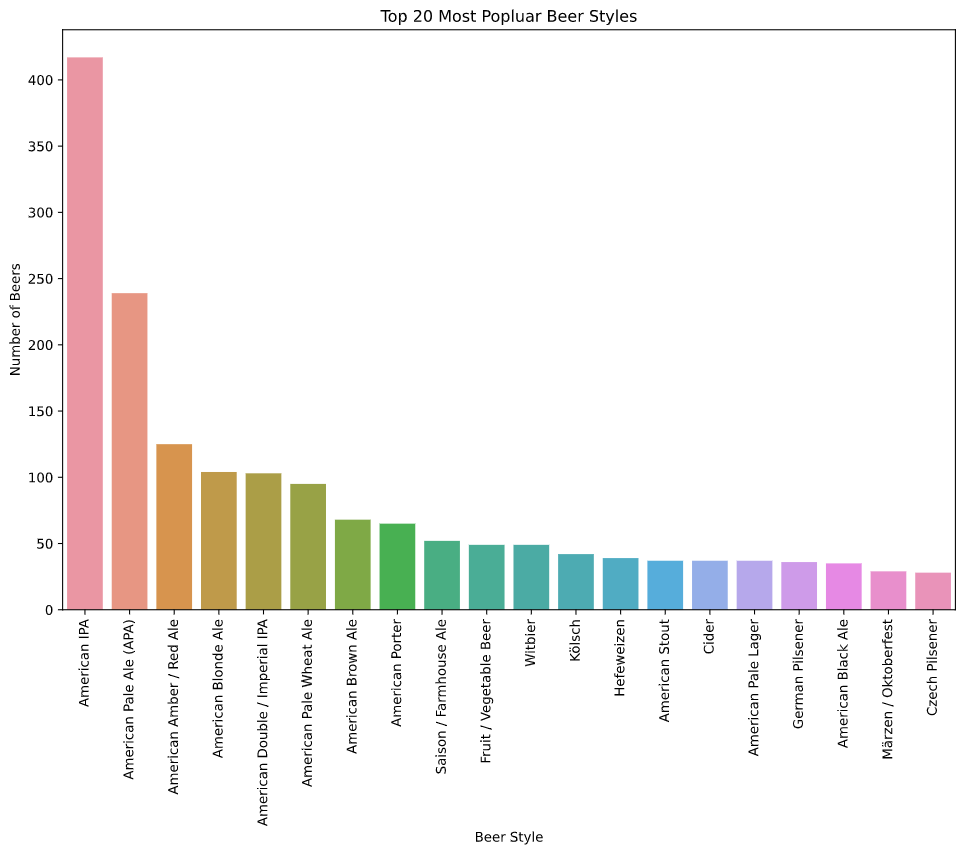 Top 20 Most Popluar Beer Styles
Number of Beers
400
350
300
250
200
150
100
50
0
American IPA
American Pale Ale (APA)
American Amber / Red Ale
American Blonde Ale
American Double / Imperial IPA
American Pale Wheat Ale
American Brown Ale
American Porter
Saison / Farmhouse Ale
Fruit / Vegetable Beer
Witbier
Kölsch
Hefeweizen
American Stout
Cider
American Pale Lager
German Pilsener
American Black Ale
Märzen / Oktoberfest
Czech Pilsener
Beer Style